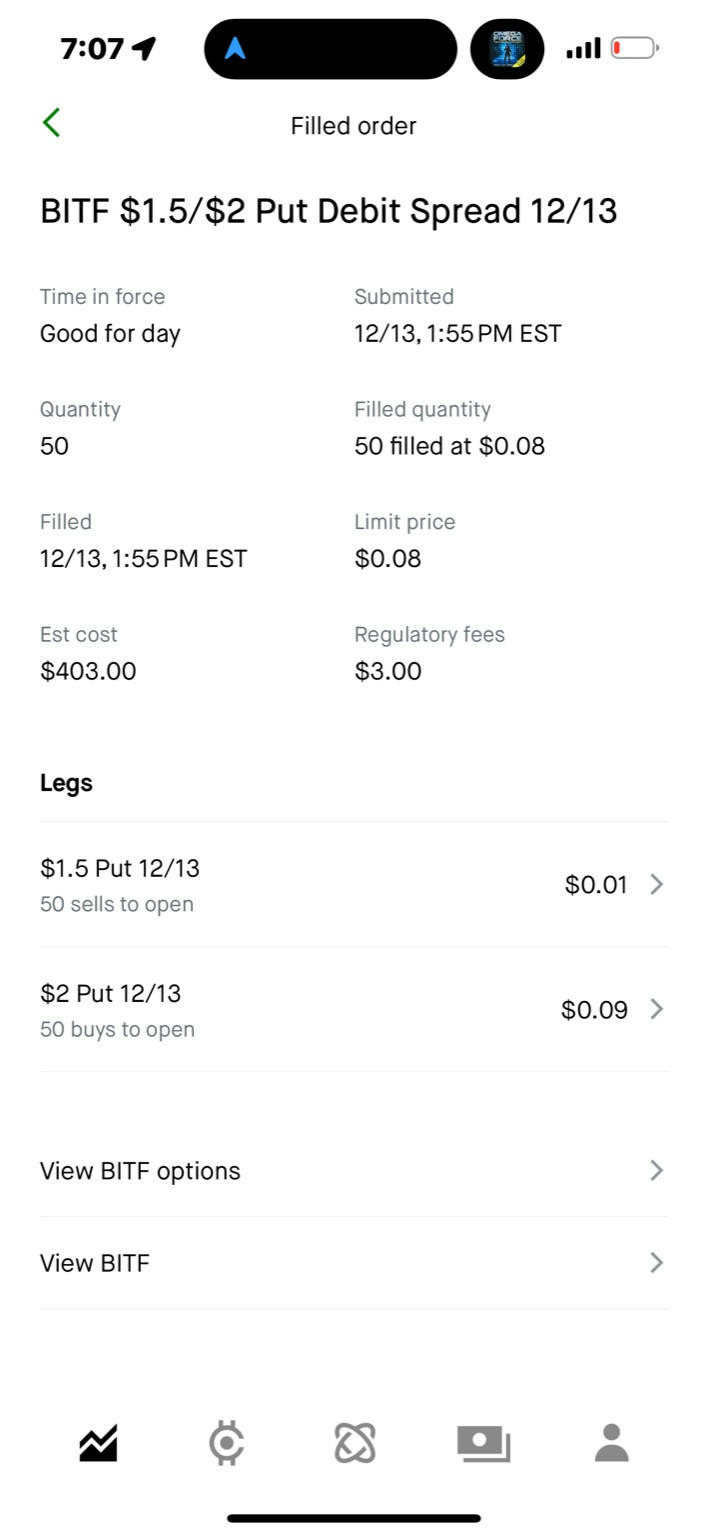 7:07
OMEGA
FORCE
Filled order
BITF $1.5/$2 Put Debit Spread 12/13
Time in force
Submitted
Good for day
12/13, 1:55 PM EST
Quantity
Filled quantity
50
50 filled at $0.08
Filled
Limit price
12/13, 1:55 PM EST
$0.08
Est cost
Regulatory fees
$403.00
$3.00
Legs
$1.5 Put 12/13
$0.01
50 sells to open
$2 Put 12/13
$0.09
50 buys to open
View BITF options
View BITF